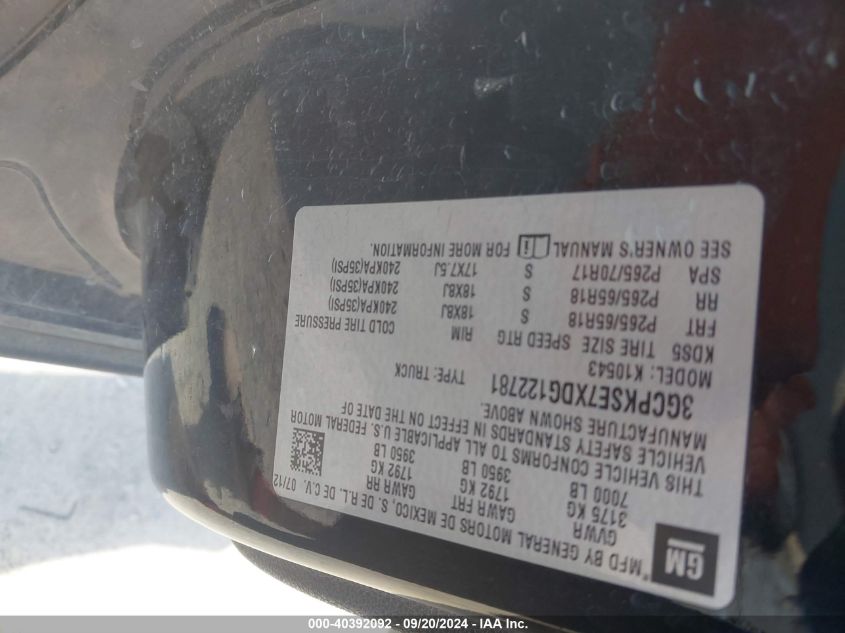 GM
*MFD BY GENERAL MOTORS DE MEXICO, S. DE R.L. DE C.V. 07/12
GVWR GAWR FRT GAWR RR
3175 KG 1792 KG 1792 KG
7000 LB 3950 LB 3950 LB
THIS VEHICLE CONFORMS TO ALL APPLICABLE U.S. FEDERAL MOTOR
VEHICLE SAFETY STANDARDS IN EFFECT ON THE DATE OF
MANUFACTURE SHOWN ABOVE.
3GCPKSE7XDG122781 TYPE: TRUCK
MODEL: K10543
KDS5 TIRE SIZE SPEED RTG RIM COLD TIRE PRESSURE
FRT P265/65R18 S 18X8J 240KPA(35PSI)
RR P265/65R18 S 18X8J 240KPA(35PSI)
SPA P265/70R17 S 17X7.5J 240KPA(35PSI)
SEE OWNER'S MANUAL FOR MORE INFORMATION.
000-40392092 - 09/20/2024 - IAA Inc.